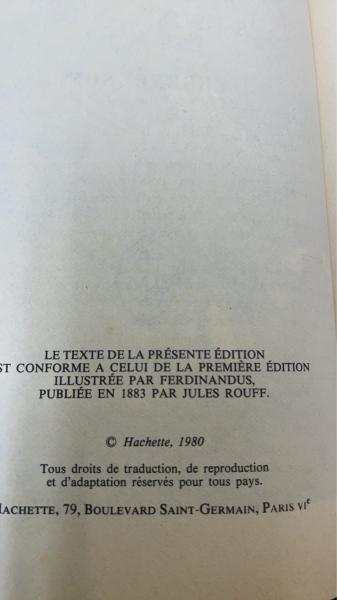 LE TEXTE DE LA PRÉSENTE ÉDITION
ST CONFORME A CELUI DE LA PREMIÈRE ÉDITION
ILLUSTRÉE PAR FERDINANDUS,
PUBLIÉE EN 1883 PAR JULES ROUFF.
© Hachette, 1980
Tous droits de traduction, de reproduction
et d'adaptation réservés pour tous pays.
HACHETTE, 79, BOULEVARD SAINT-GERMAIN, PARIS VIe